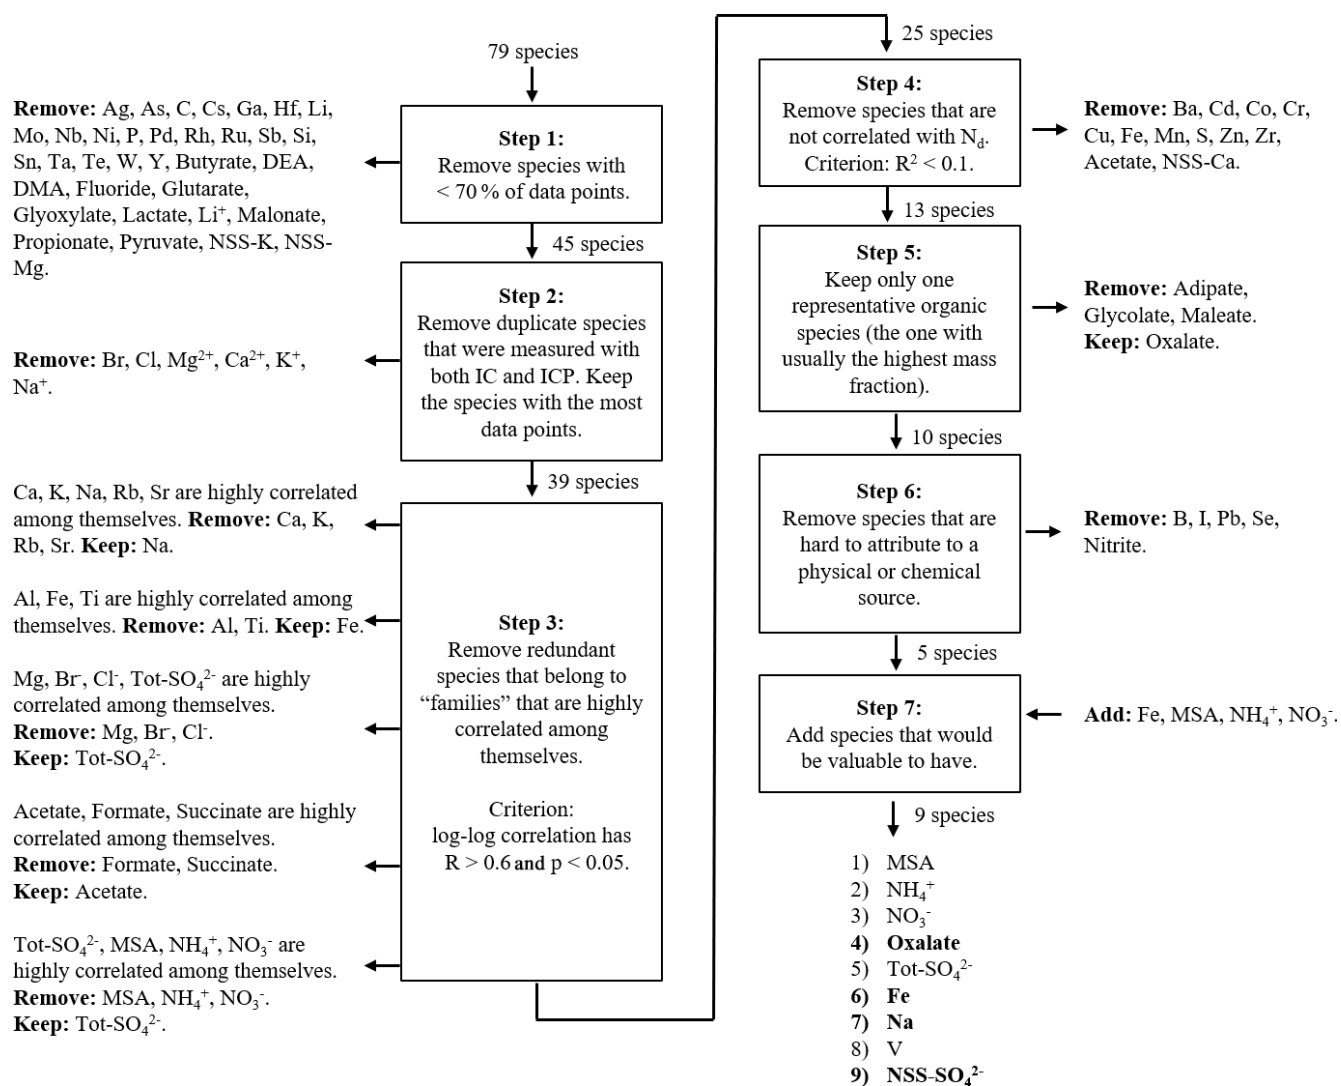 79 species
Remove: Ag, As, C, Cs, Ga, Hf, Li,
Mo, Nb, Ni, P, Pd, Rh, Ru, Sb, Si,
Sn, Ta, Te, W, Y, Butyrate, DEA,
DMA, Fluoride, Glutarate,
Glyoxylate, Lactate, Li⁺, Malonate,
Propionate, Pyruvate, NSS-K, NSS-
Mg.
Step 1:
Remove species with
< 70 % of data points.
45 species
Step 2:
Remove duplicate species
that were measured with
both IC and ICP. Keep
the species with the most
data points.
Remove: Br, Cl, Mg²⁺, Ca²⁺, K⁺,
Na⁺.
39 species
Ca, K, Na, Rb, Sr are highly correlated
among themselves. Remove: Ca, K,
Rb, Sr. Keep: Na.
Al, Fe, Ti are highly correlated among
themselves. Remove: Al, Ti. Keep: Fe.
Mg, Br⁻, Cl⁻, Tot-SO₄²⁻ are highly
correlated among themselves.
Remove: Mg, Br⁻, Cl⁻.
Keep: Tot-SO₄²⁻.
Acetate, Formate, Succinate are highly
correlated among themselves.
Remove: Formate, Succinate.
Keep: Acetate.
Tot-SO₄²⁻, MSA, NH₄⁺, NO₃⁻ are
highly correlated among themselves.
Remove: MSA, NH₄⁺, NO₃⁻.
Keep: Tot-SO₄²⁻.
Step 3:
Remove redundant
species that belong to
“families” that are highly
correlated among
themselves.
Criterion:
log-log correlation has
R > 0.6 and p < 0.05.
25 species
Step 4:
Remove species that are
not correlated with N_d.
Criterion: R² < 0.1.
Remove: Ba, Cd, Co, Cr,
Cu, Fe, Mn, S, Zn, Zr,
Acetate, NSS-Ca.
13 species
Step 5:
Keep only one
representative organic
species (the one with
usually the highest mass
fraction).
Remove: Adipate,
Glycolate, Maleate.
Keep: Oxalate.
10 species
Step 6:
Remove species that are
hard to attribute to a
physical or chemical
source.
Remove: B, I, Pb, Se,
Nitrite.
5 species
Step 7:
Add species that would
be valuable to have.
Add: Fe, MSA, NH₄⁺, NO₃⁻.
9 species
1) MSA
2) NH₄⁺
3) NO₃⁻
4) Oxalate
5) Tot-SO₄²⁻
6) Fe
7) Na
8) V
9) NSS-SO₄²⁻